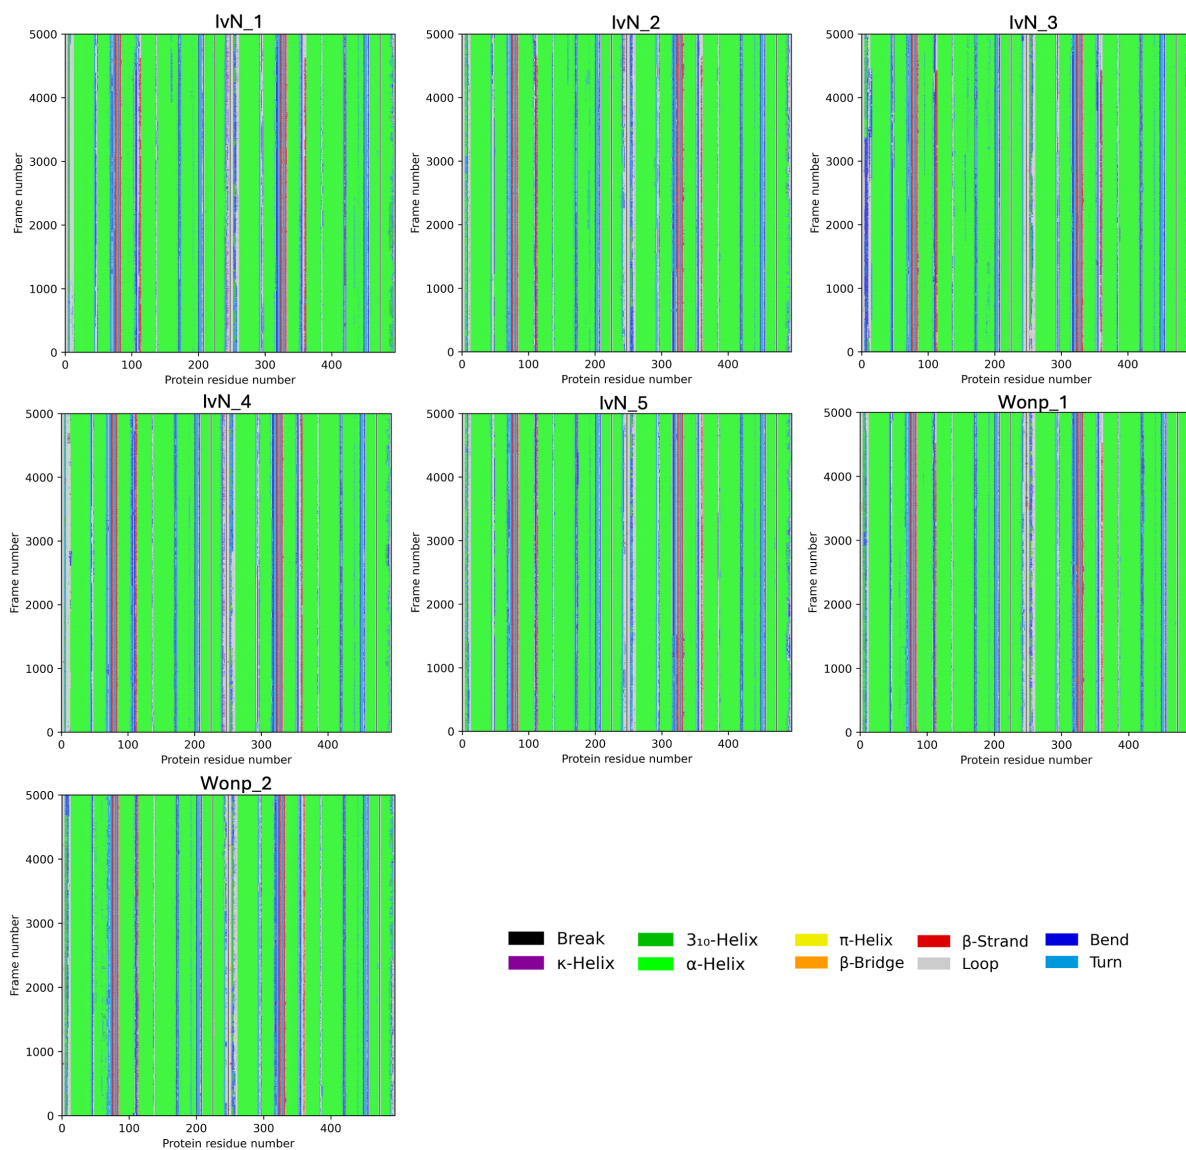 IvN_1
IvN_2
IvN_3
5000
4000
3000
2000
1000
0
Frame number
0 100 200 300 400
Protein residue number
5000
4000
3000
2000
1000
0
Frame number
0 100 200 300 400
Protein residue number
5000
4000
3000
2000
1000
0
Frame number
0 100 200 300 400
Protein residue number
IvN_4
IvN_5
Wonp_1
5000
4000
3000
2000
1000
0
Frame number
0 100 200 300 400
Protein residue number
5000
4000
3000
2000
1000
0
Frame number
0 100 200 300 400
Protein residue number
5000
4000
3000
2000
1000
0
Frame number
0 100 200 300 400
Protein residue number
Wonp_2
5000
4000
3000
2000
1000
0
Frame number
0 100 200 300 400
Protein residue number
Break 3₁₀-Helix π-Helix β-Strand Bend
κ-Helix α-Helix β-Bridge Loop Turn